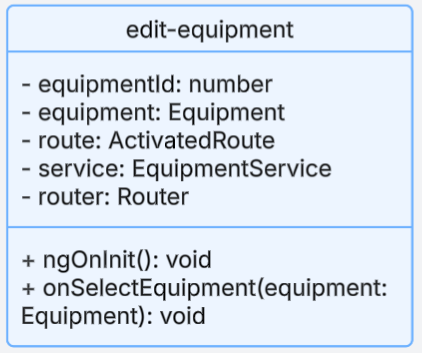 edit-equipment
- equipmentId: number
- equipment: Equipment
- route: ActivatedRoute
- service: EquipmentService
- router: Router
+ ngOnInit(): void
+ onSelectEquipment(equipment:
Equipment): void